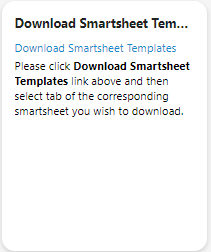 Download Smartsheet Tem...
Download Smartsheet Templates
Please click Download Smartsheet
Templates link above and then
select tab of the corresponding
smartsheet you wish to download.